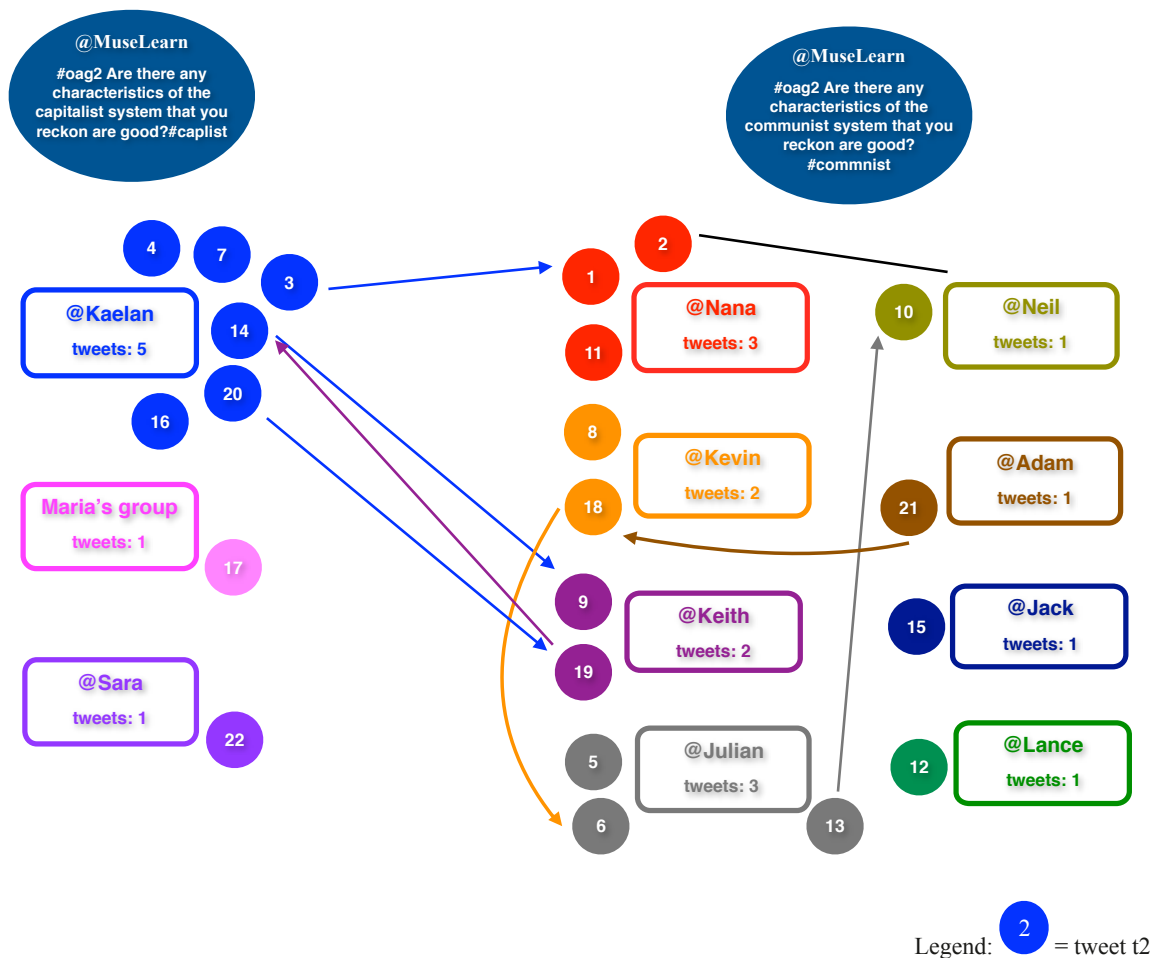 @MuseLearn
#oag2 Are there any
characteristics of the
capitalist system that you
reckon are good?#caplist
@MuseLearn
#oag2 Are there any
characteristics of the
communist system that you
reckon are good?
#commnist
4
7
3
@Kaelan
tweets: 5
14
20
16
Maria's group
tweets: 1
17
@Sara
tweets: 1
22
2
1
@Nana
tweets: 3
11
8
@Kevin
tweets: 2
18
9
@Keith
tweets: 2
19
5
@Julian
tweets: 3
6
13
10
@Neil
tweets: 1
@Adam
tweets: 1
21
15
@Jack
tweets: 1
12
@Lance
tweets: 1
Legend: 2 = tweet t2